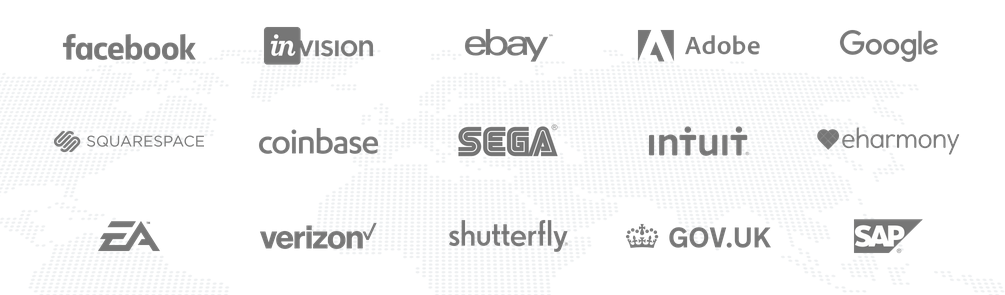 facebook invision ebay Adobe Google
SQUARESPACE coinbase SEGA intuit eharmony
EA verizon shutterfly GOV.UK SAP